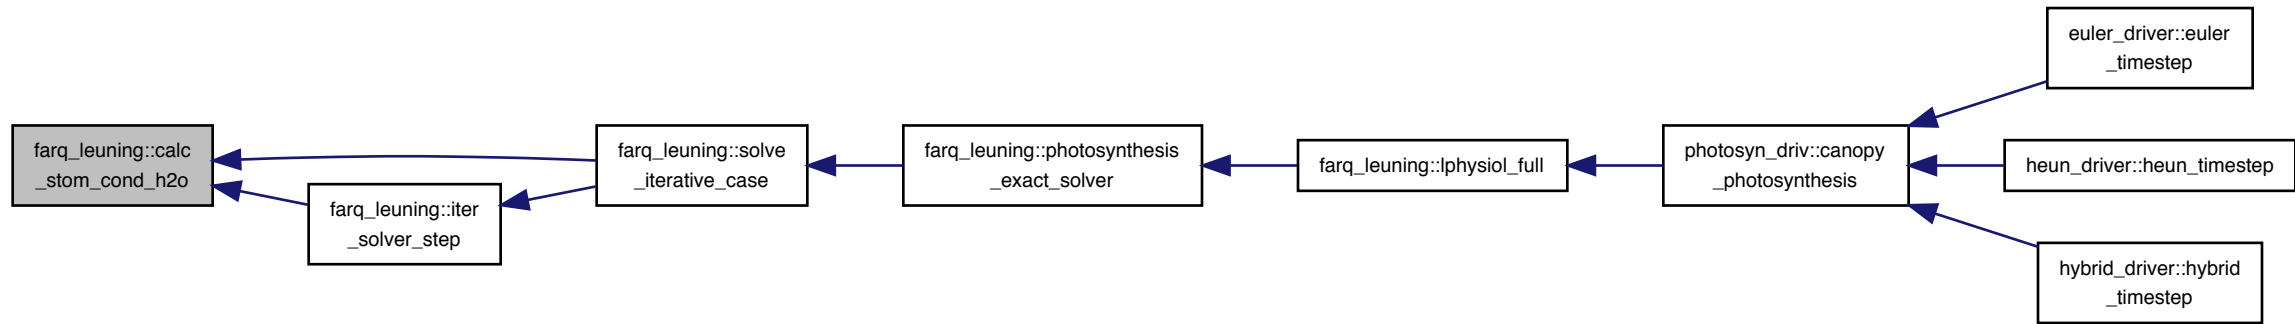 farq_leuning::calc
_stom_cond_h2o
farq_leuning::iter
_solver_step
farq_leuning::solve
_iterative_case
farq_leuning::photosynthesis
_exact_solver
farq_leuning::lphysiol_full
photosyn_driv::canopy
_photosynthesis
euler_driver::euler
_timestep
heun_driver::heun_timestep
hybrid_driver::hybrid
_timestep